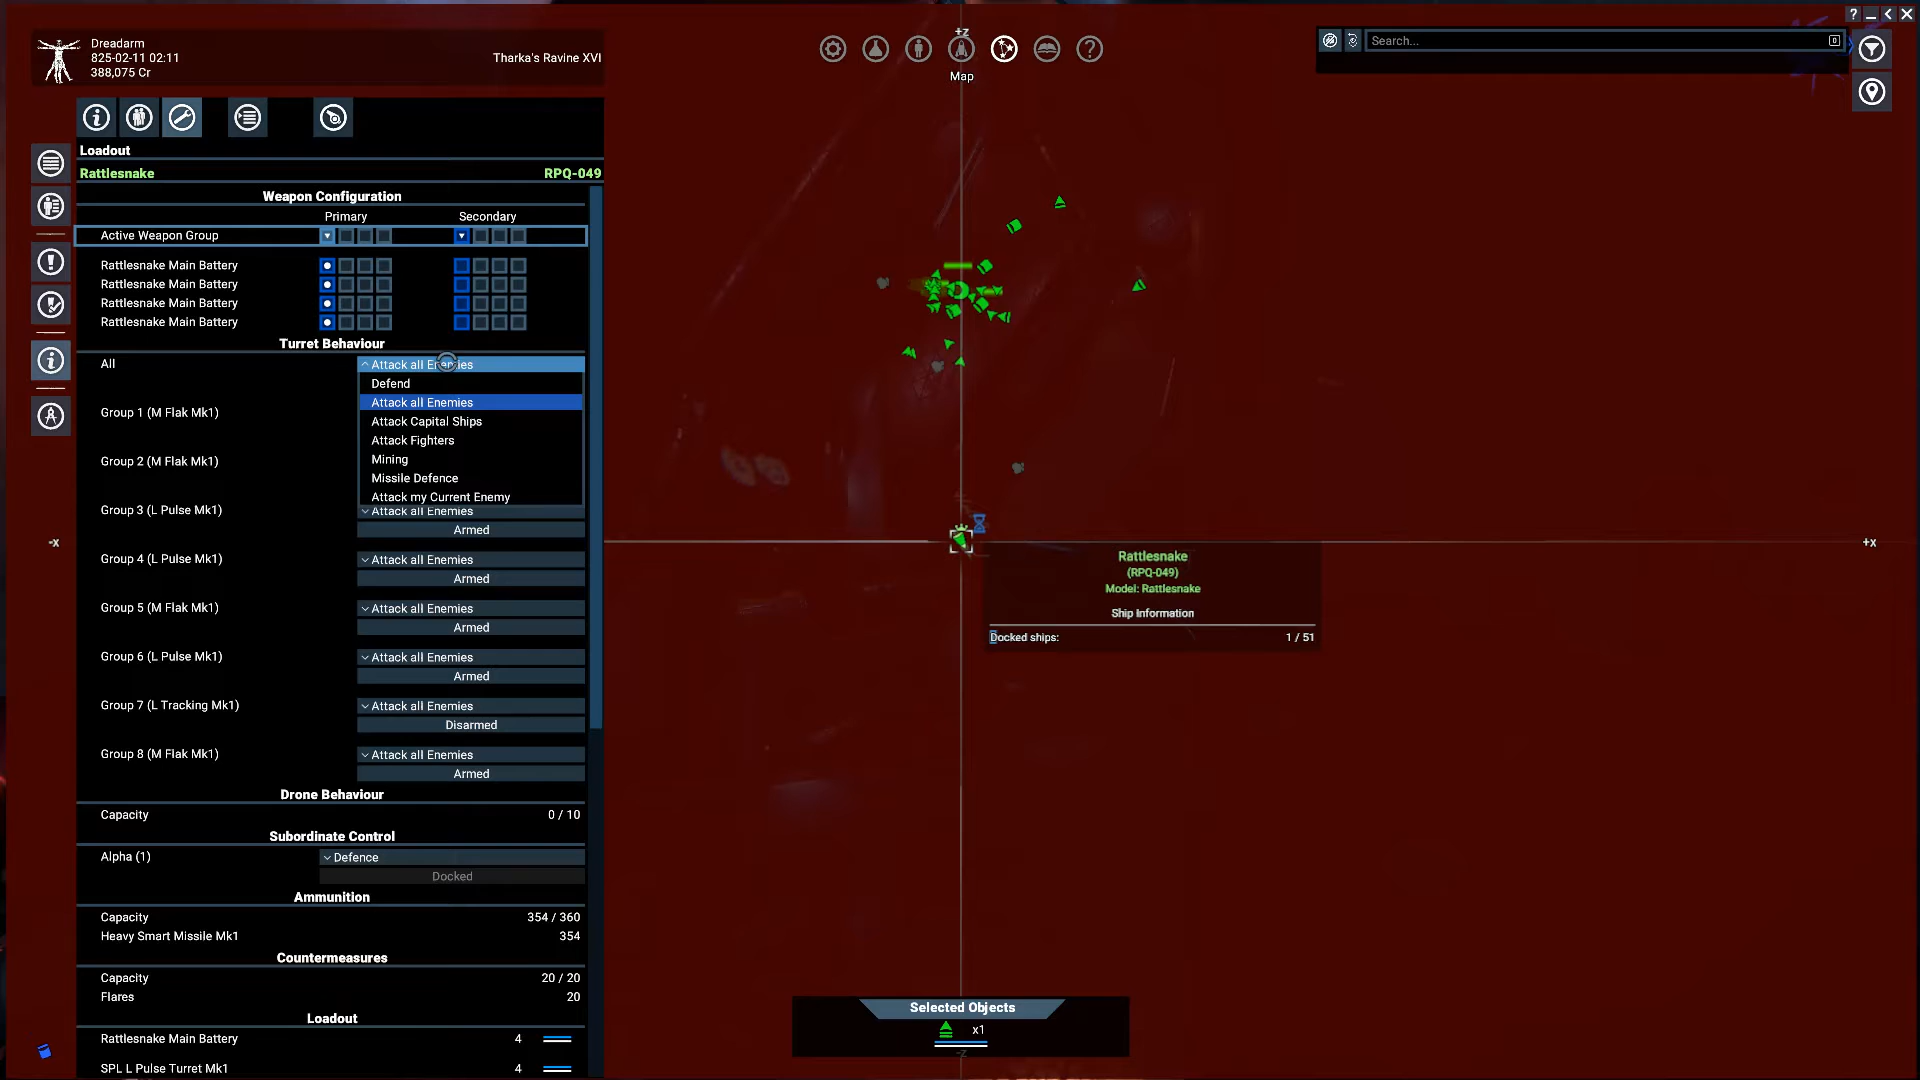 Dreadarm
825-02-11 02:11
388,075 Cr
Tharka's Ravine XVI
+Z
Map
?
? _ < X
Search...
Loadout
Rattlesnake RPQ-049
Weapon Configuration
Primary Secondary
Active Weapon Group
Rattlesnake Main Battery
Rattlesnake Main Battery
Rattlesnake Main Battery
Rattlesnake Main Battery
Turret Behaviour
All Attack all Enemies
Defend
Attack all Enemies
Attack Capital Ships
Attack Fighters
Mining
Missile Defence
Attack my Current Enemy
Group 1 (M Flak Mk1)
Group 2 (M Flak Mk1)
Group 3 (L Pulse Mk1) Attack all Enemies
Armed
Group 4 (L Pulse Mk1) Attack all Enemies
Armed
Group 5 (M Flak Mk1) Attack all Enemies
Armed
Group 6 (L Pulse Mk1) Attack all Enemies
Armed
Group 7 (L Tracking Mk1) Attack all Enemies
Disarmed
Group 8 (M Flak Mk1) Attack all Enemies
Armed
Drone Behaviour
Capacity 0 / 10
Subordinate Control
Alpha (1) Defence
Docked
Ammunition
Capacity 354 / 360
Heavy Smart Missile Mk1 354
Countermeasures
Capacity 20 / 20
Flares 20
Loadout
Rattlesnake Main Battery 4
SPL L Pulse Turret Mk1 4
-X
+X
Rattlesnake
(RPQ-049)
Model: Rattlesnake
Ship Information
Docked ships: 1 / 51
Selected Objects
x1
-Z